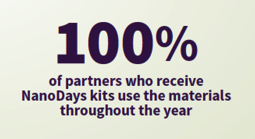 100%
of partners who receive
NanoDays kits use the materials
throughout the year